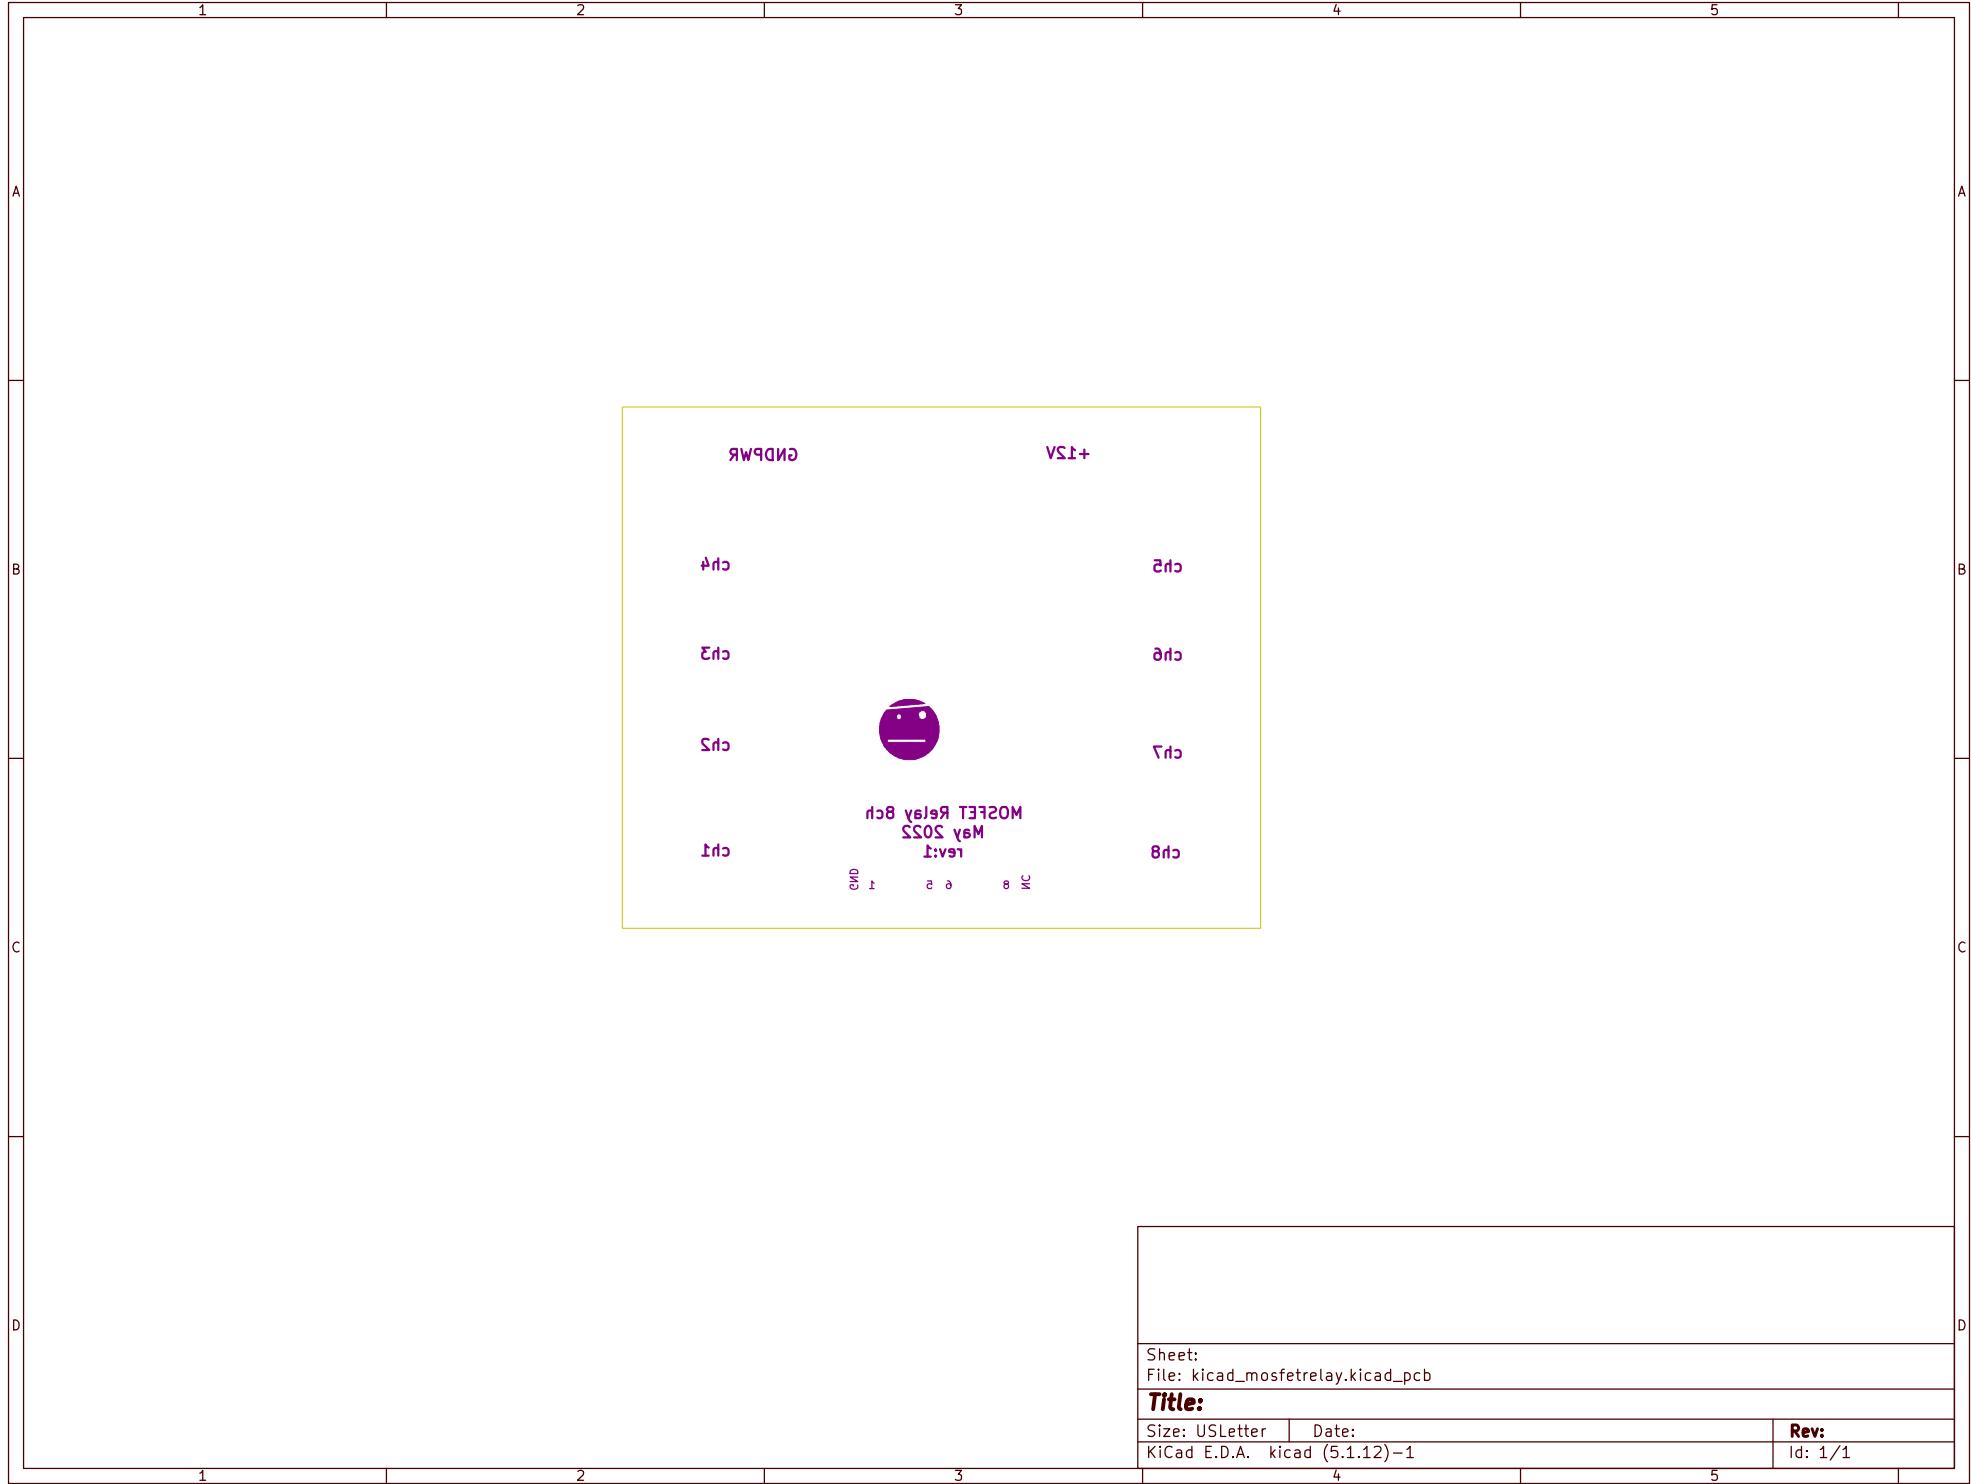 1 2 3 4 5
A A
GNDPWR +12V
ch4 ch5
B B
ch3 ch6
ch2 ch7
MOSFET Relay 8ch
May 2022
ch1 rev:1 ch8
GND 1 5 6 8 NC
C C
D D
Sheet:
File: kicad_mosfetrelay.kicad_pcb
Title:
Size: USLetter Date: Rev:
KiCad E.D.A. kicad (5.1.12)-1 Id: 1/1
1 2 3 4 5